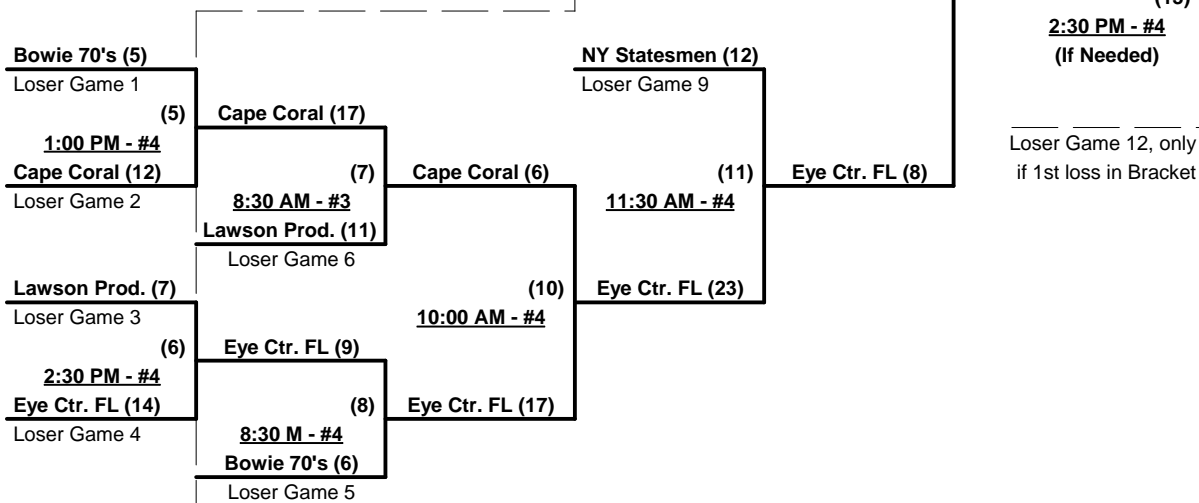 2:30 PM - #4
(If Needed)
Bowie 70's (5)
Loser Game 1
NY Statesmen (12)
Loser Game 9
(5)
Cape Coral (17)
1:00 PM - #4
Loser Game 12, only
if 1st loss in Bracket
Cape Coral (12)
Loser Game 2
(7)
8:30 AM - #3
Cape Coral (6)
(11)
11:30 AM - #4
Eye Ctr. FL (8)
Lawson Prod. (11)
Loser Game 6
Lawson Prod. (7)
Loser Game 3
(10)
10:00 AM - #4
Eye Ctr. FL (23)
(6)
2:30 PM - #4
Eye Ctr. FL (9)
Eye Ctr. FL (14)
Loser Game 4
(8)
8:30 M - #4
Eye Ctr. FL (17)
Bowie 70's (6)
Loser Game 5